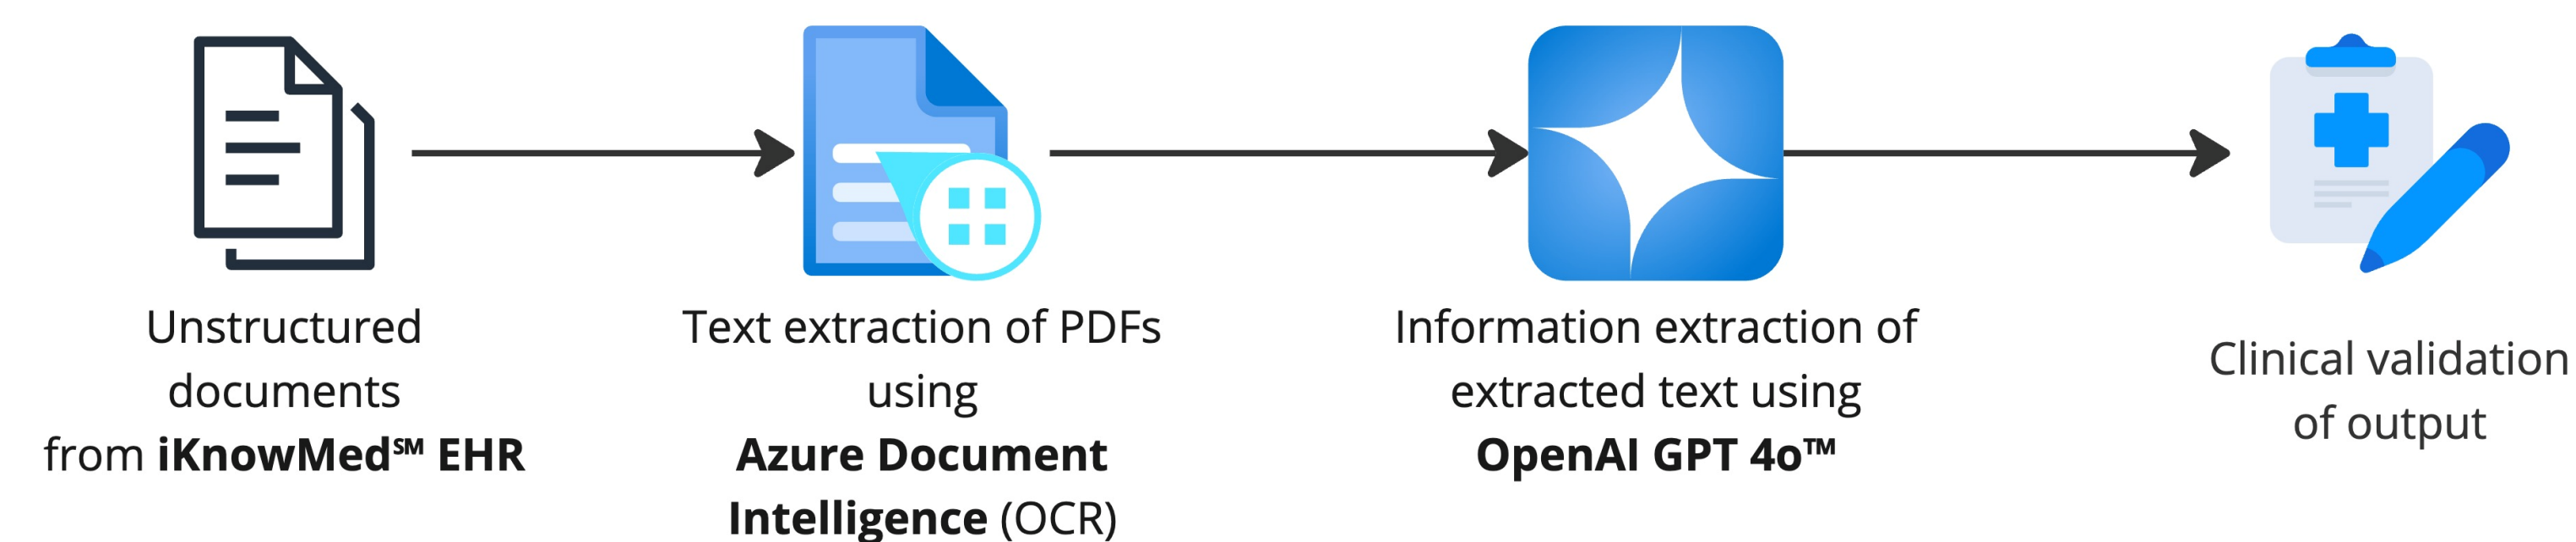 Unstructured
documents
from iKnowMed℠ EHR
Text extraction of PDFs
using
Azure Document
Intelligence (OCR)
Information extraction of
extracted text using
OpenAI GPT 4o™
Clinical validation
of output